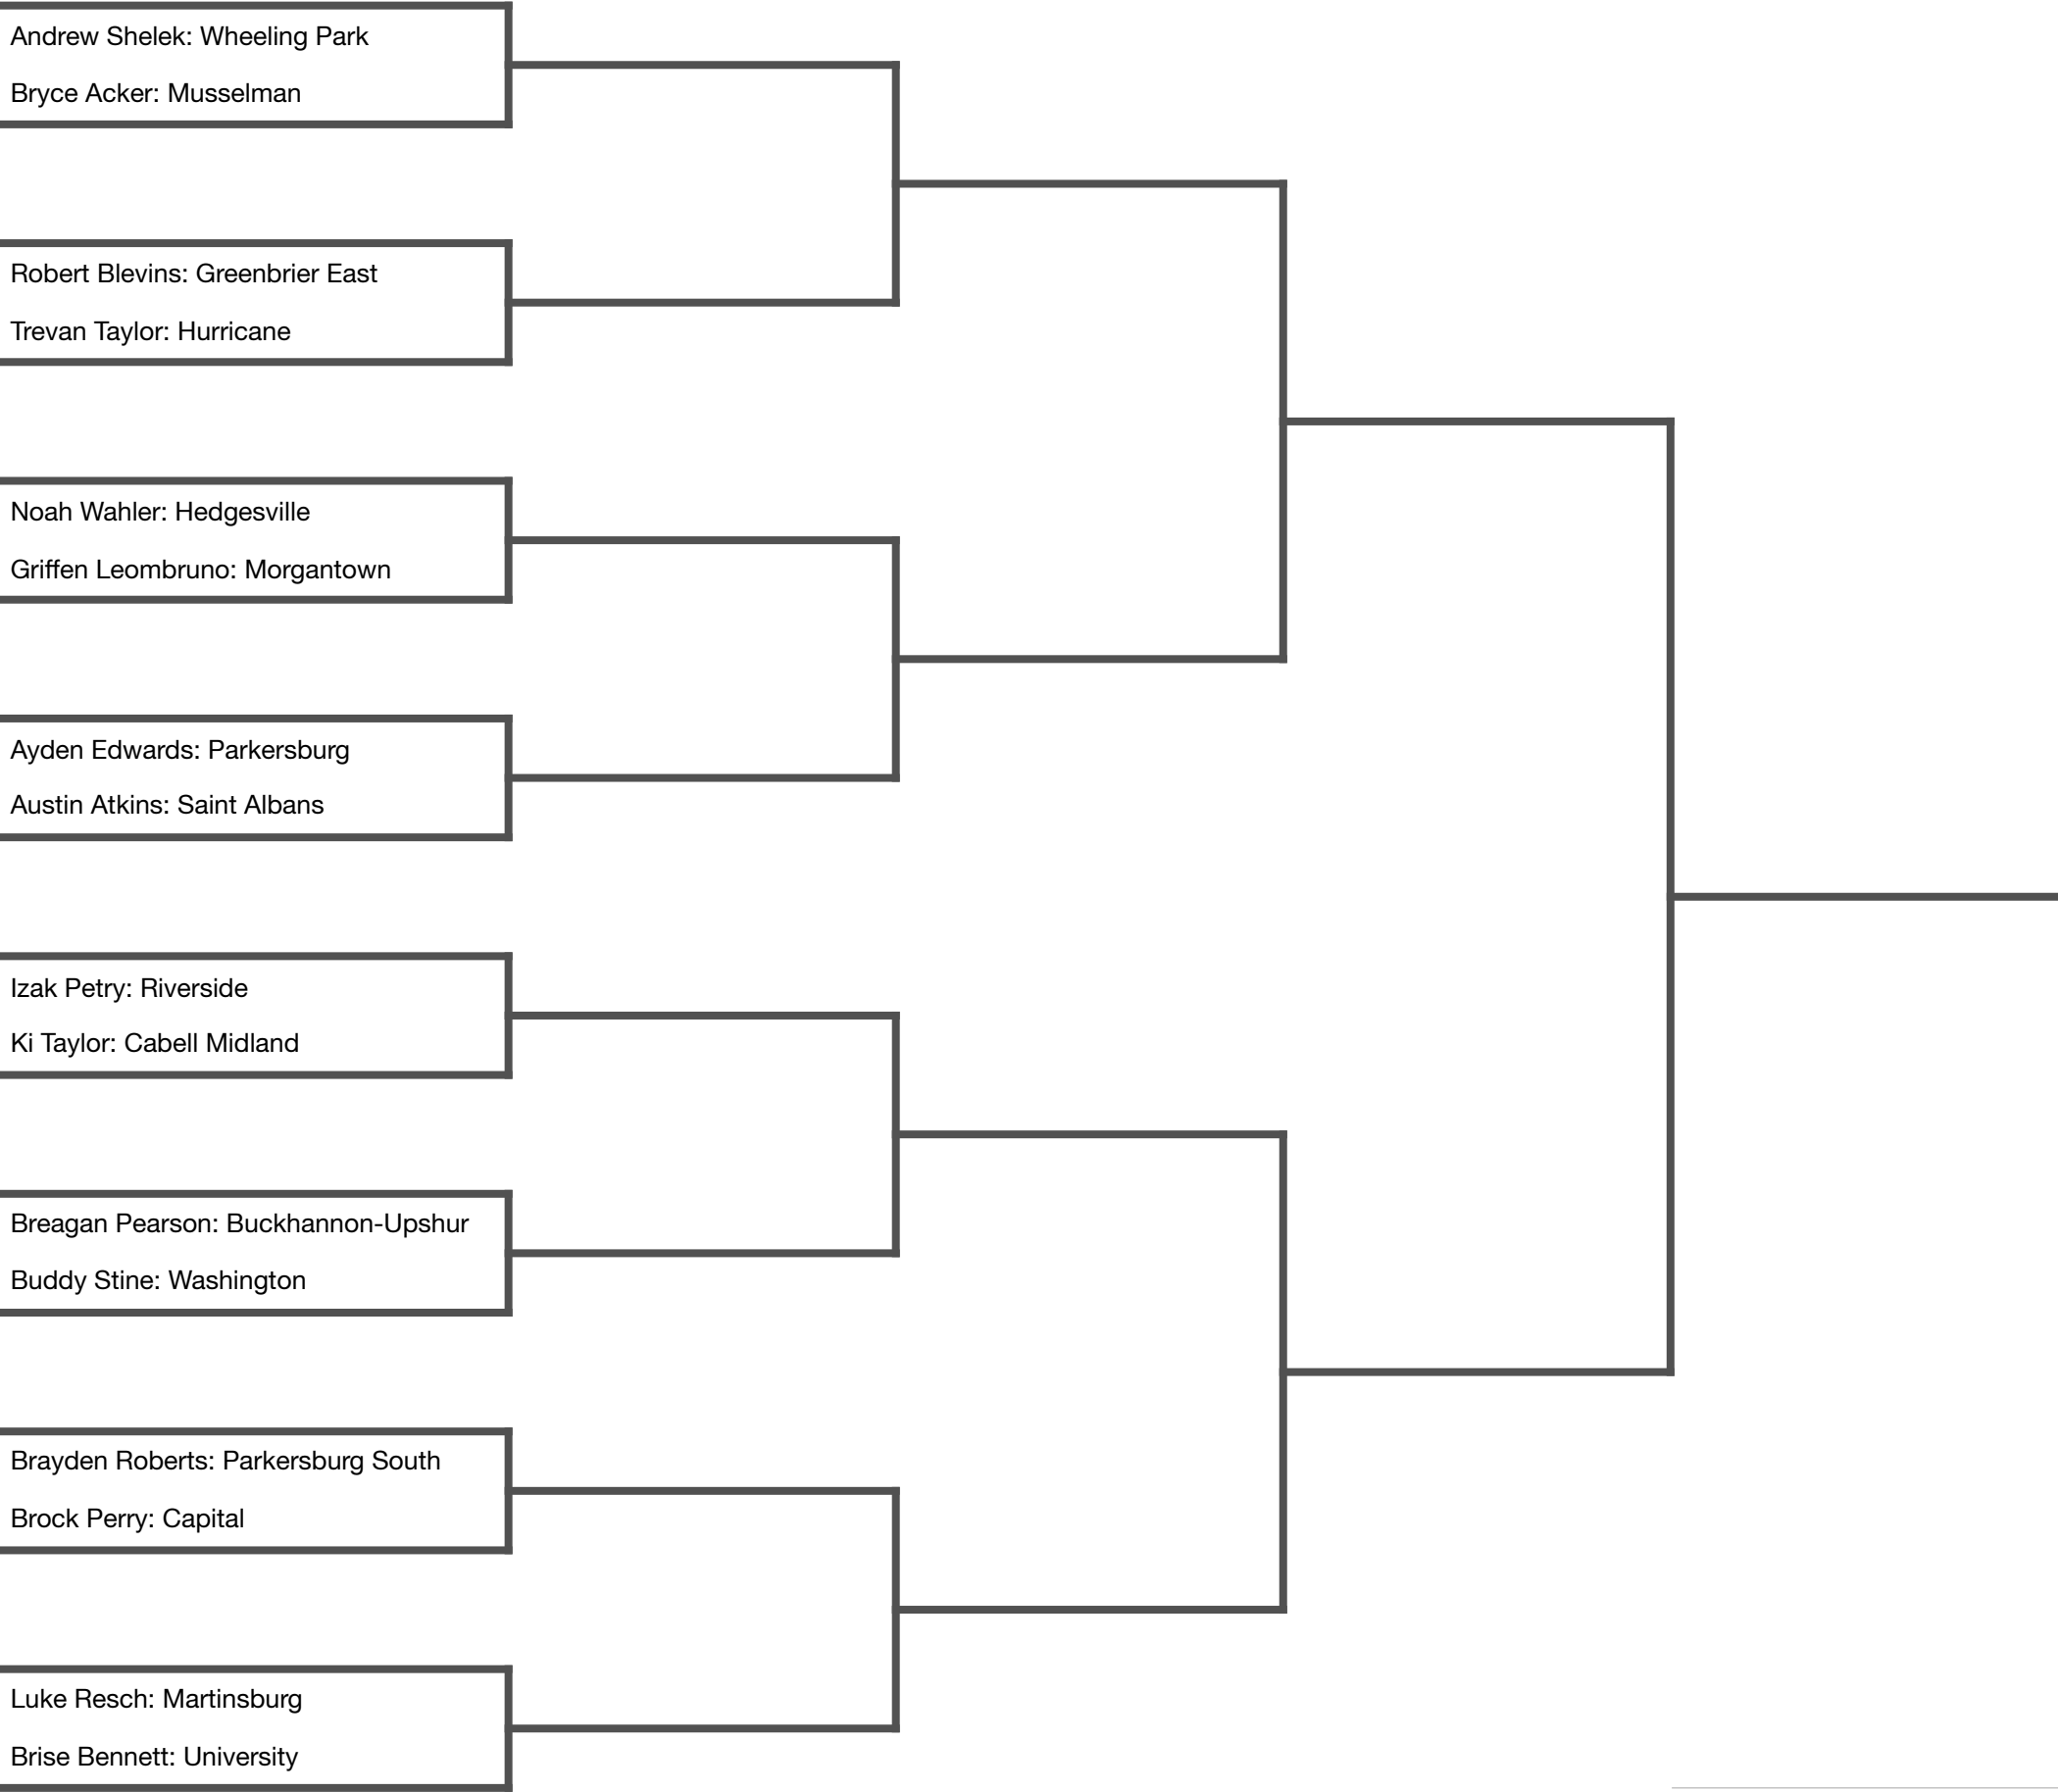 Andrew Shelek: Wheeling Park
Bryce Acker: Musselman
Robert Blevins: Greenbrier East
Trevan Taylor: Hurricane
Noah Wahler: Hedgesville
Griffen Leombruno: Morgantown
Ayden Edwards: Parkersburg
Austin Atkins: Saint Albans
Izak Petry: Riverside
Ki Taylor: Cabell Midland
Breagan Pearson: Buckhannon-Upshur
Buddy Stine: Washington
Brayden Roberts: Parkersburg South
Brock Perry: Capital
Luke Resch: Martinsburg
Brise Bennett: University